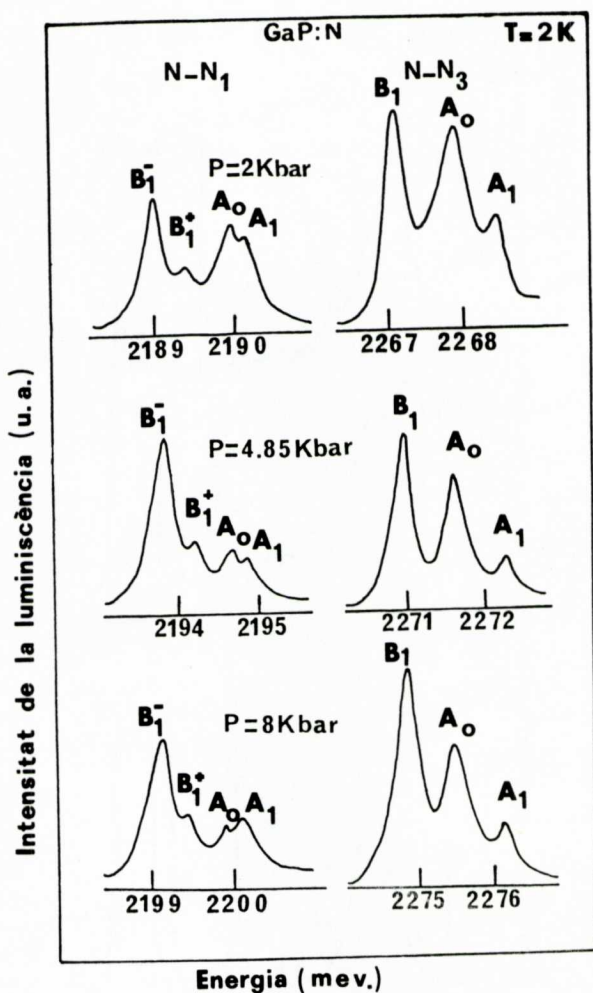 GaP:N T=2K
N-N1 N-N3
B1 Ao A1
P=2Kbar
B1- B1+ Ao A1
2189 2190 2267 2268
B1- B1+ Ao A1
P=4.85Kbar
B1 Ao A1
2194 2195 2271 2272
B1- B1+ Ao A1
P=8Kbar
B1 Ao A1
2199 2200 2275 2276
Intensitat de la luminiscència (u.a.)
Energia (mev.)